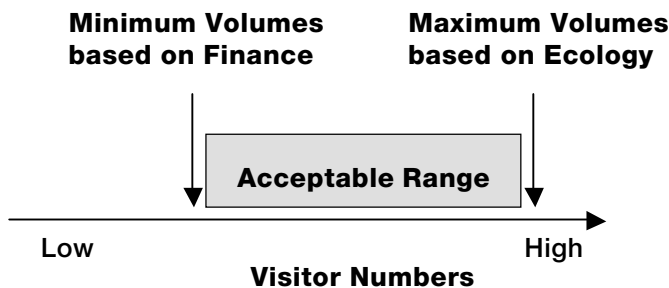 Minimum Volumes
based on Finance
Maximum Volumes
based on Ecology
Acceptable Range
Low
High
Visitor Numbers